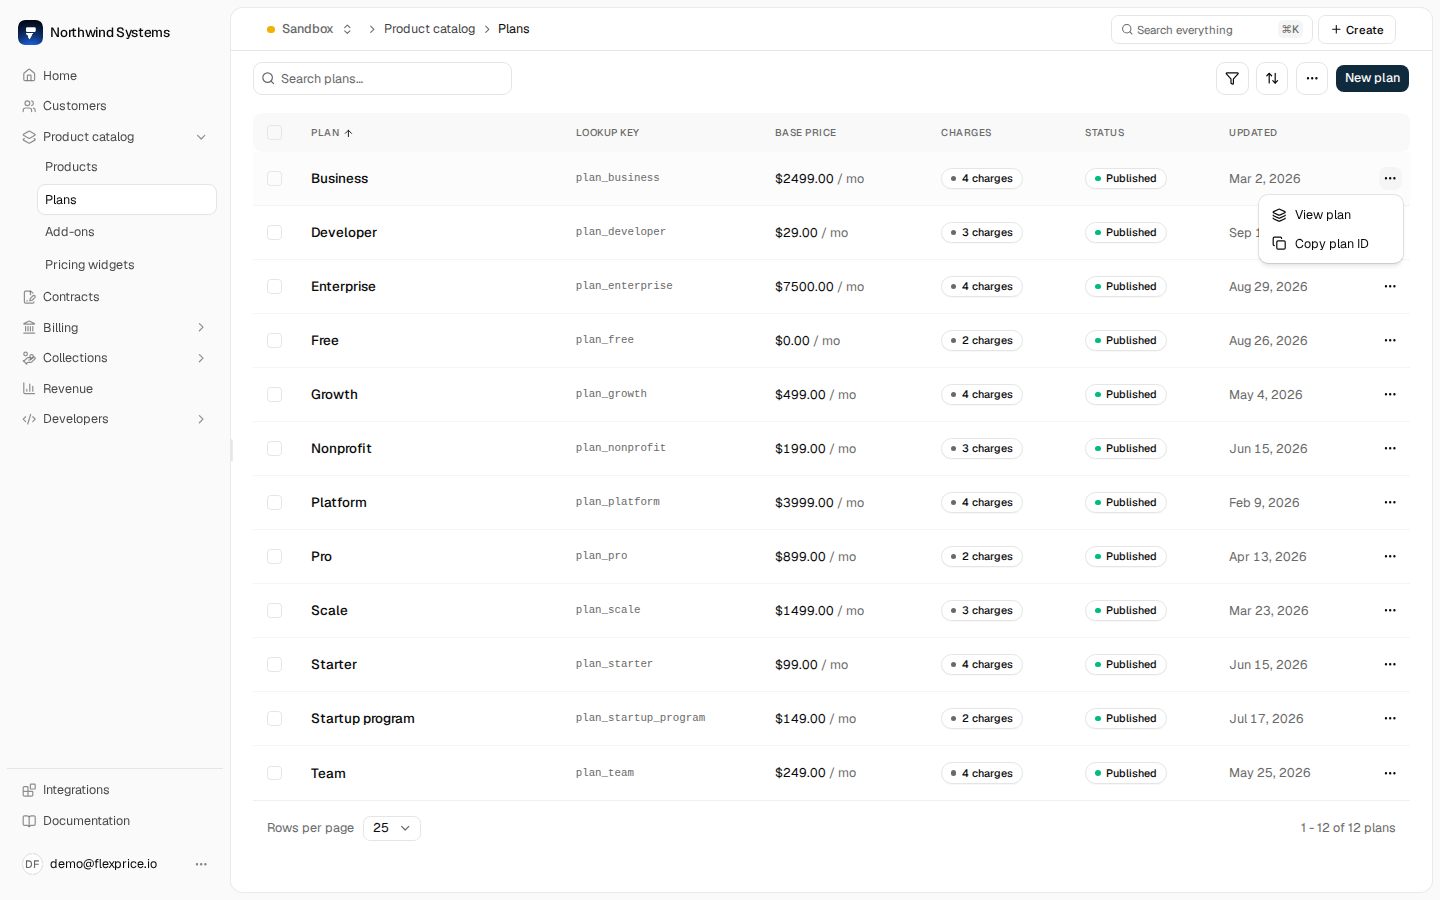 Northwind Systems
Home
Customers
Product catalog
Products
Plans
Add-ons
Pricing widgets
Contracts
Billing
Collections
Revenue
Developers
Integrations
Documentation
DF demo@flexprice.io
Sandbox Product catalog Plans
Search everything ⌘K
Create
Search plans...
New plan
PLAN LOOKUP KEY BASE PRICE CHARGES STATUS UPDATED
Business plan_business $2499.00 / mo 4 charges Published Mar 2, 2026
View plan
Copy plan ID
Developer plan_developer $29.00 / mo 3 charges Published Sep
Enterprise plan_enterprise $7500.00 / mo 4 charges Published Aug 29, 2026
Free plan_free $0.00 / mo 2 charges Published Aug 26, 2026
Growth plan_growth $499.00 / mo 4 charges Published May 4, 2026
Nonprofit plan_nonprofit $199.00 / mo 3 charges Published Jun 15, 2026
Platform plan_platform $3999.00 / mo 4 charges Published Feb 9, 2026
Pro plan_pro $899.00 / mo 2 charges Published Apr 13, 2026
Scale plan_scale $1499.00 / mo 3 charges Published Mar 23, 2026
Starter plan_starter $99.00 / mo 4 charges Published Jun 15, 2026
Startup program plan_startup_program $149.00 / mo 2 charges Published Jul 17, 2026
Team plan_team $249.00 / mo 4 charges Published May 25, 2026
Rows per page 25
1 - 12 of 12 plans